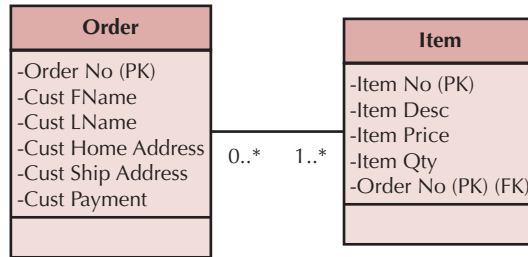 Order
-Order No (PK)
-Cust FName
-Cust LName
-Cust Home Address
-Cust Ship Address
-Cust Payment
0..* 1..*
Item
-Item No (PK)
-Item Desc
-Item Price
-Item Qty
-Order No (PK) (FK)